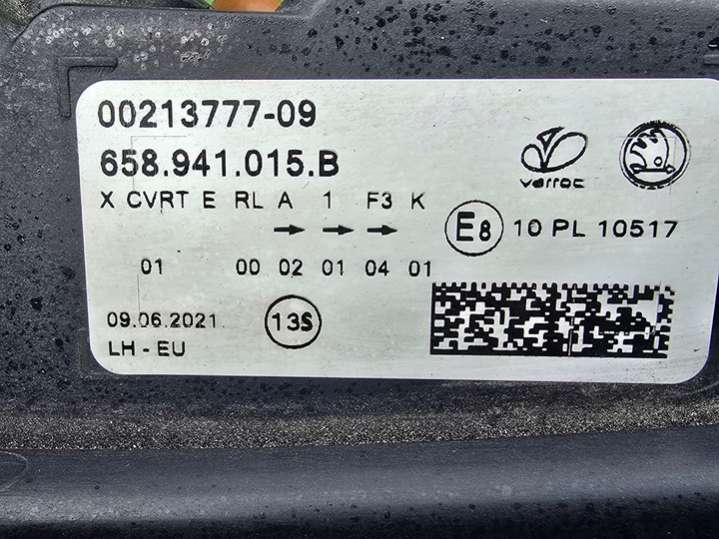 00213777-09
658.941.015.B
varroc
X CVRT E RL A 1 F3 K
→ → →
E8 10 PL 10517
01 00 02 01 04 01
09.06.2021
13S
LH - EU